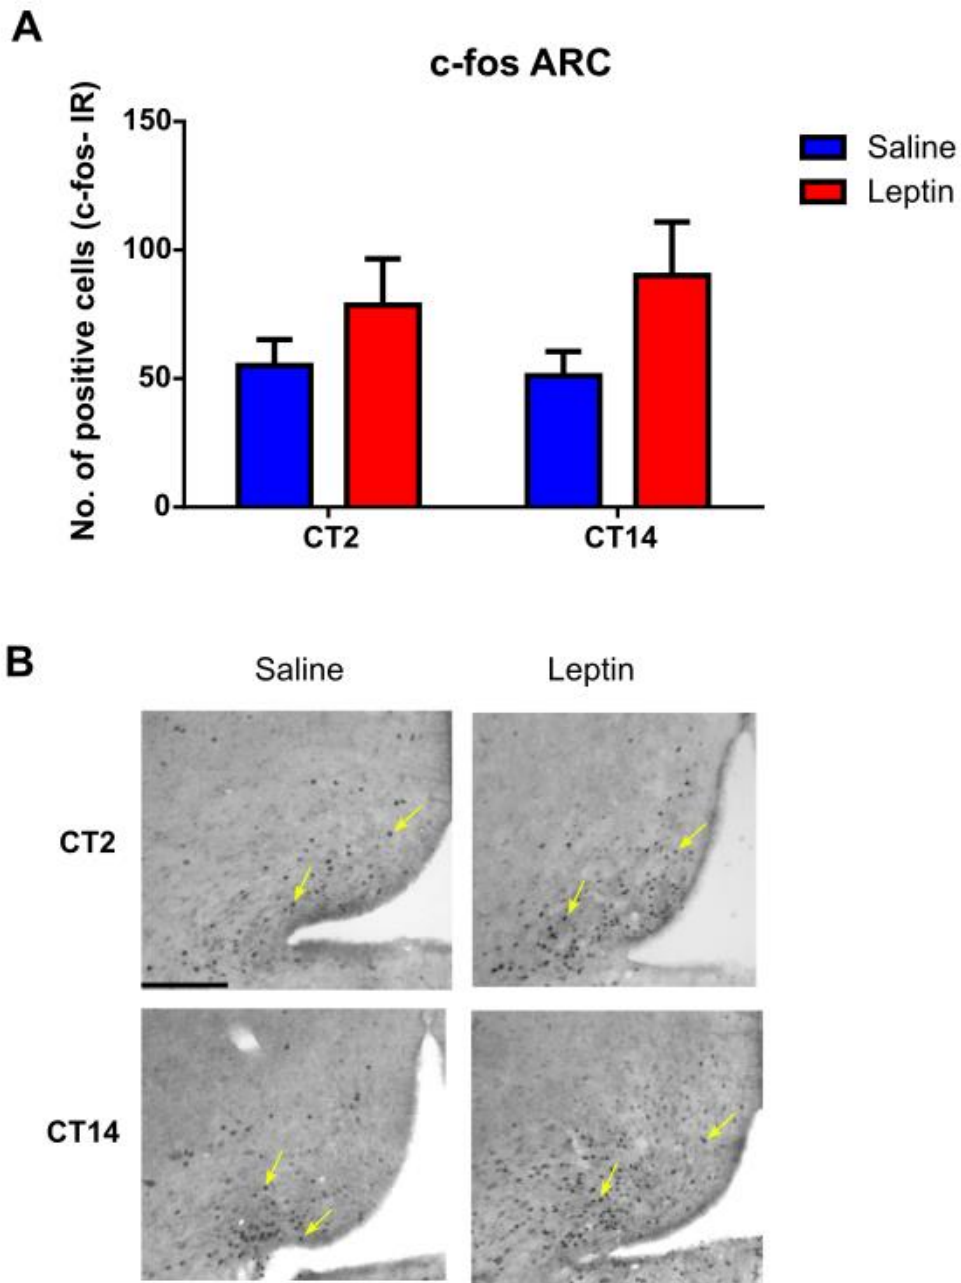 A
c-fos ARC
No. of positive cells (c-fos- IR)
150
100
50
0
CT2
CT14
Saline
Leptin
B
Saline
Leptin
CT2
CT14